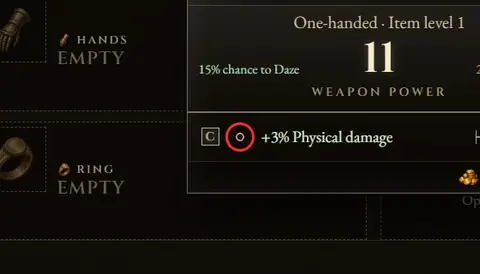 One-handed · Item level 1
HANDS
EMPTY
11
15% chance to Daze
WEAPON POWER
C
+3% Physical damage
RING
EMPTY
Op